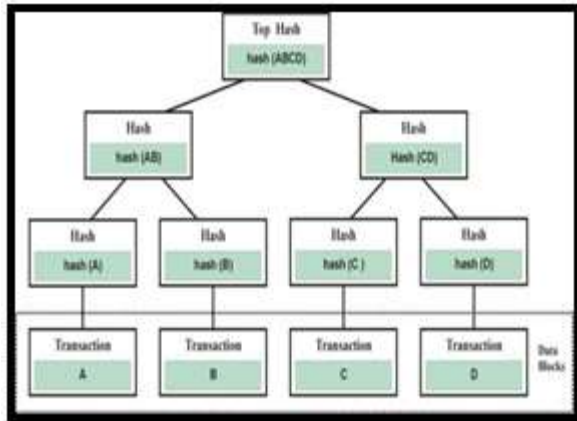 Top Hash
hash (ABCD)
Hash
hash (AB)
Hash
Hash (CD)
Hash
hash (A)
Hash
hash (B)
Hash
hash (C )
Hash
hash (D)
Transaction
A
Transaction
B
Transaction
C
Transaction
D
Data
Blocks